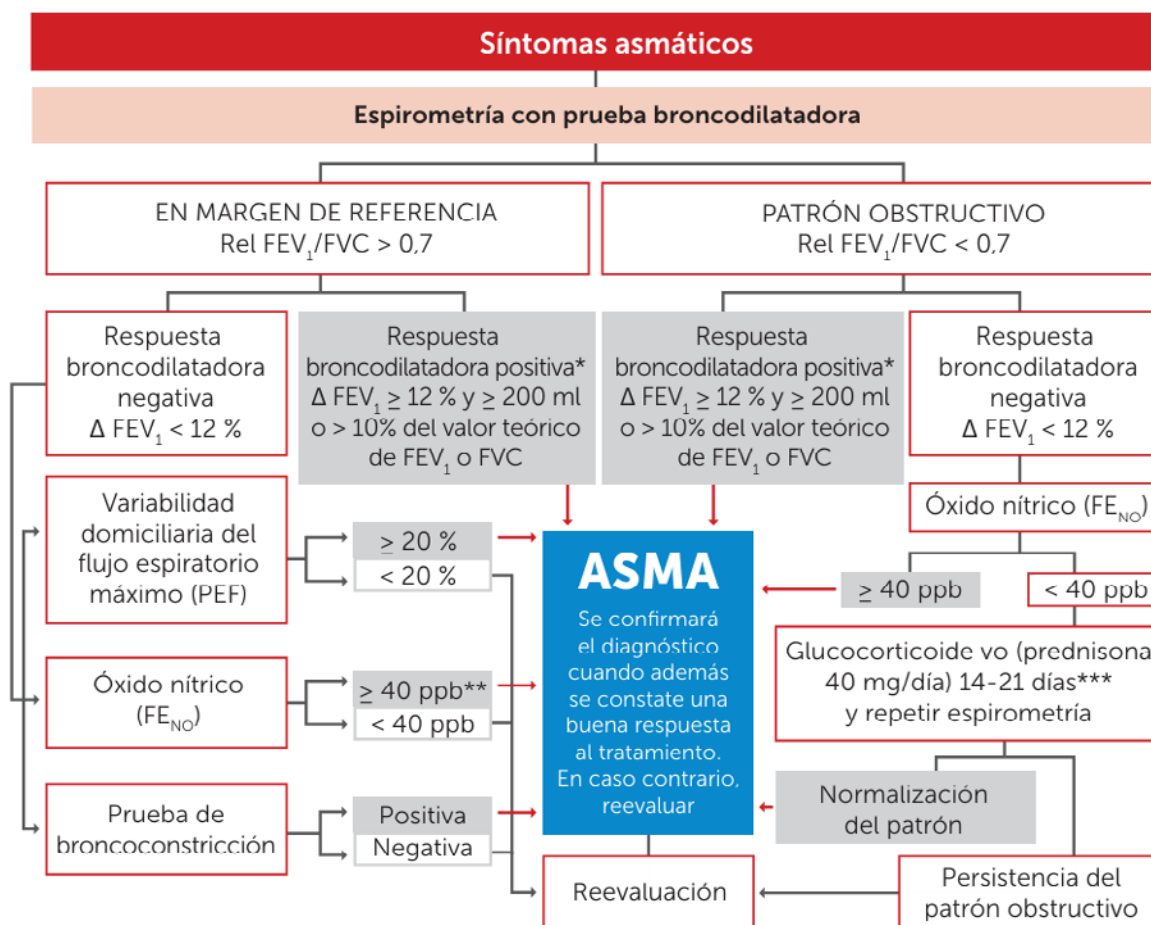 Síntomas asmáticos
Espirometría con prueba broncodilatadora
EN MARGEN DE REFERENCIA
Rel FEV₁/FVC > 0,7
PATRÓN OBSTRUCTIVO
Rel FEV₁/FVC < 0,7
Respuesta
broncodilatadora
negativa
Δ FEV₁ < 12 %
Respuesta
broncodilatadora positiva*
Δ FEV₁ ≥ 12 % y ≥ 200 ml
o > 10% del valor teórico
de FEV₁ o FVC
Respuesta
broncodilatadora positiva*
Δ FEV₁ ≥ 12 % y ≥ 200 ml
o > 10% del valor teórico
de FEV₁ o FVC
Respuesta
broncodilatadora
negativa
Δ FEV₁ < 12 %
Variabilidad
domiciliaria del
flujo espiratorio
máximo (PEF)
≥ 20 %
< 20 %
Óxido nítrico
(FE_NO)
≥ 40 ppb**
< 40 ppb
Prueba de
broncoconstricción
Positiva
Negativa
ASMA
Se confirmará
el diagnóstico
cuando además
se constate una
buena respuesta
al tratamiento.
En caso contrario,
reevaluar
Óxido nítrico (FE_NO)
≥ 40 ppb
< 40 ppb
Glucocorticoide vo (prednisona
40 mg/día) 14-21 días***
y repetir espirometría
Normalización
del patrón
Reevaluación
Persistencia del
patrón obstructivo